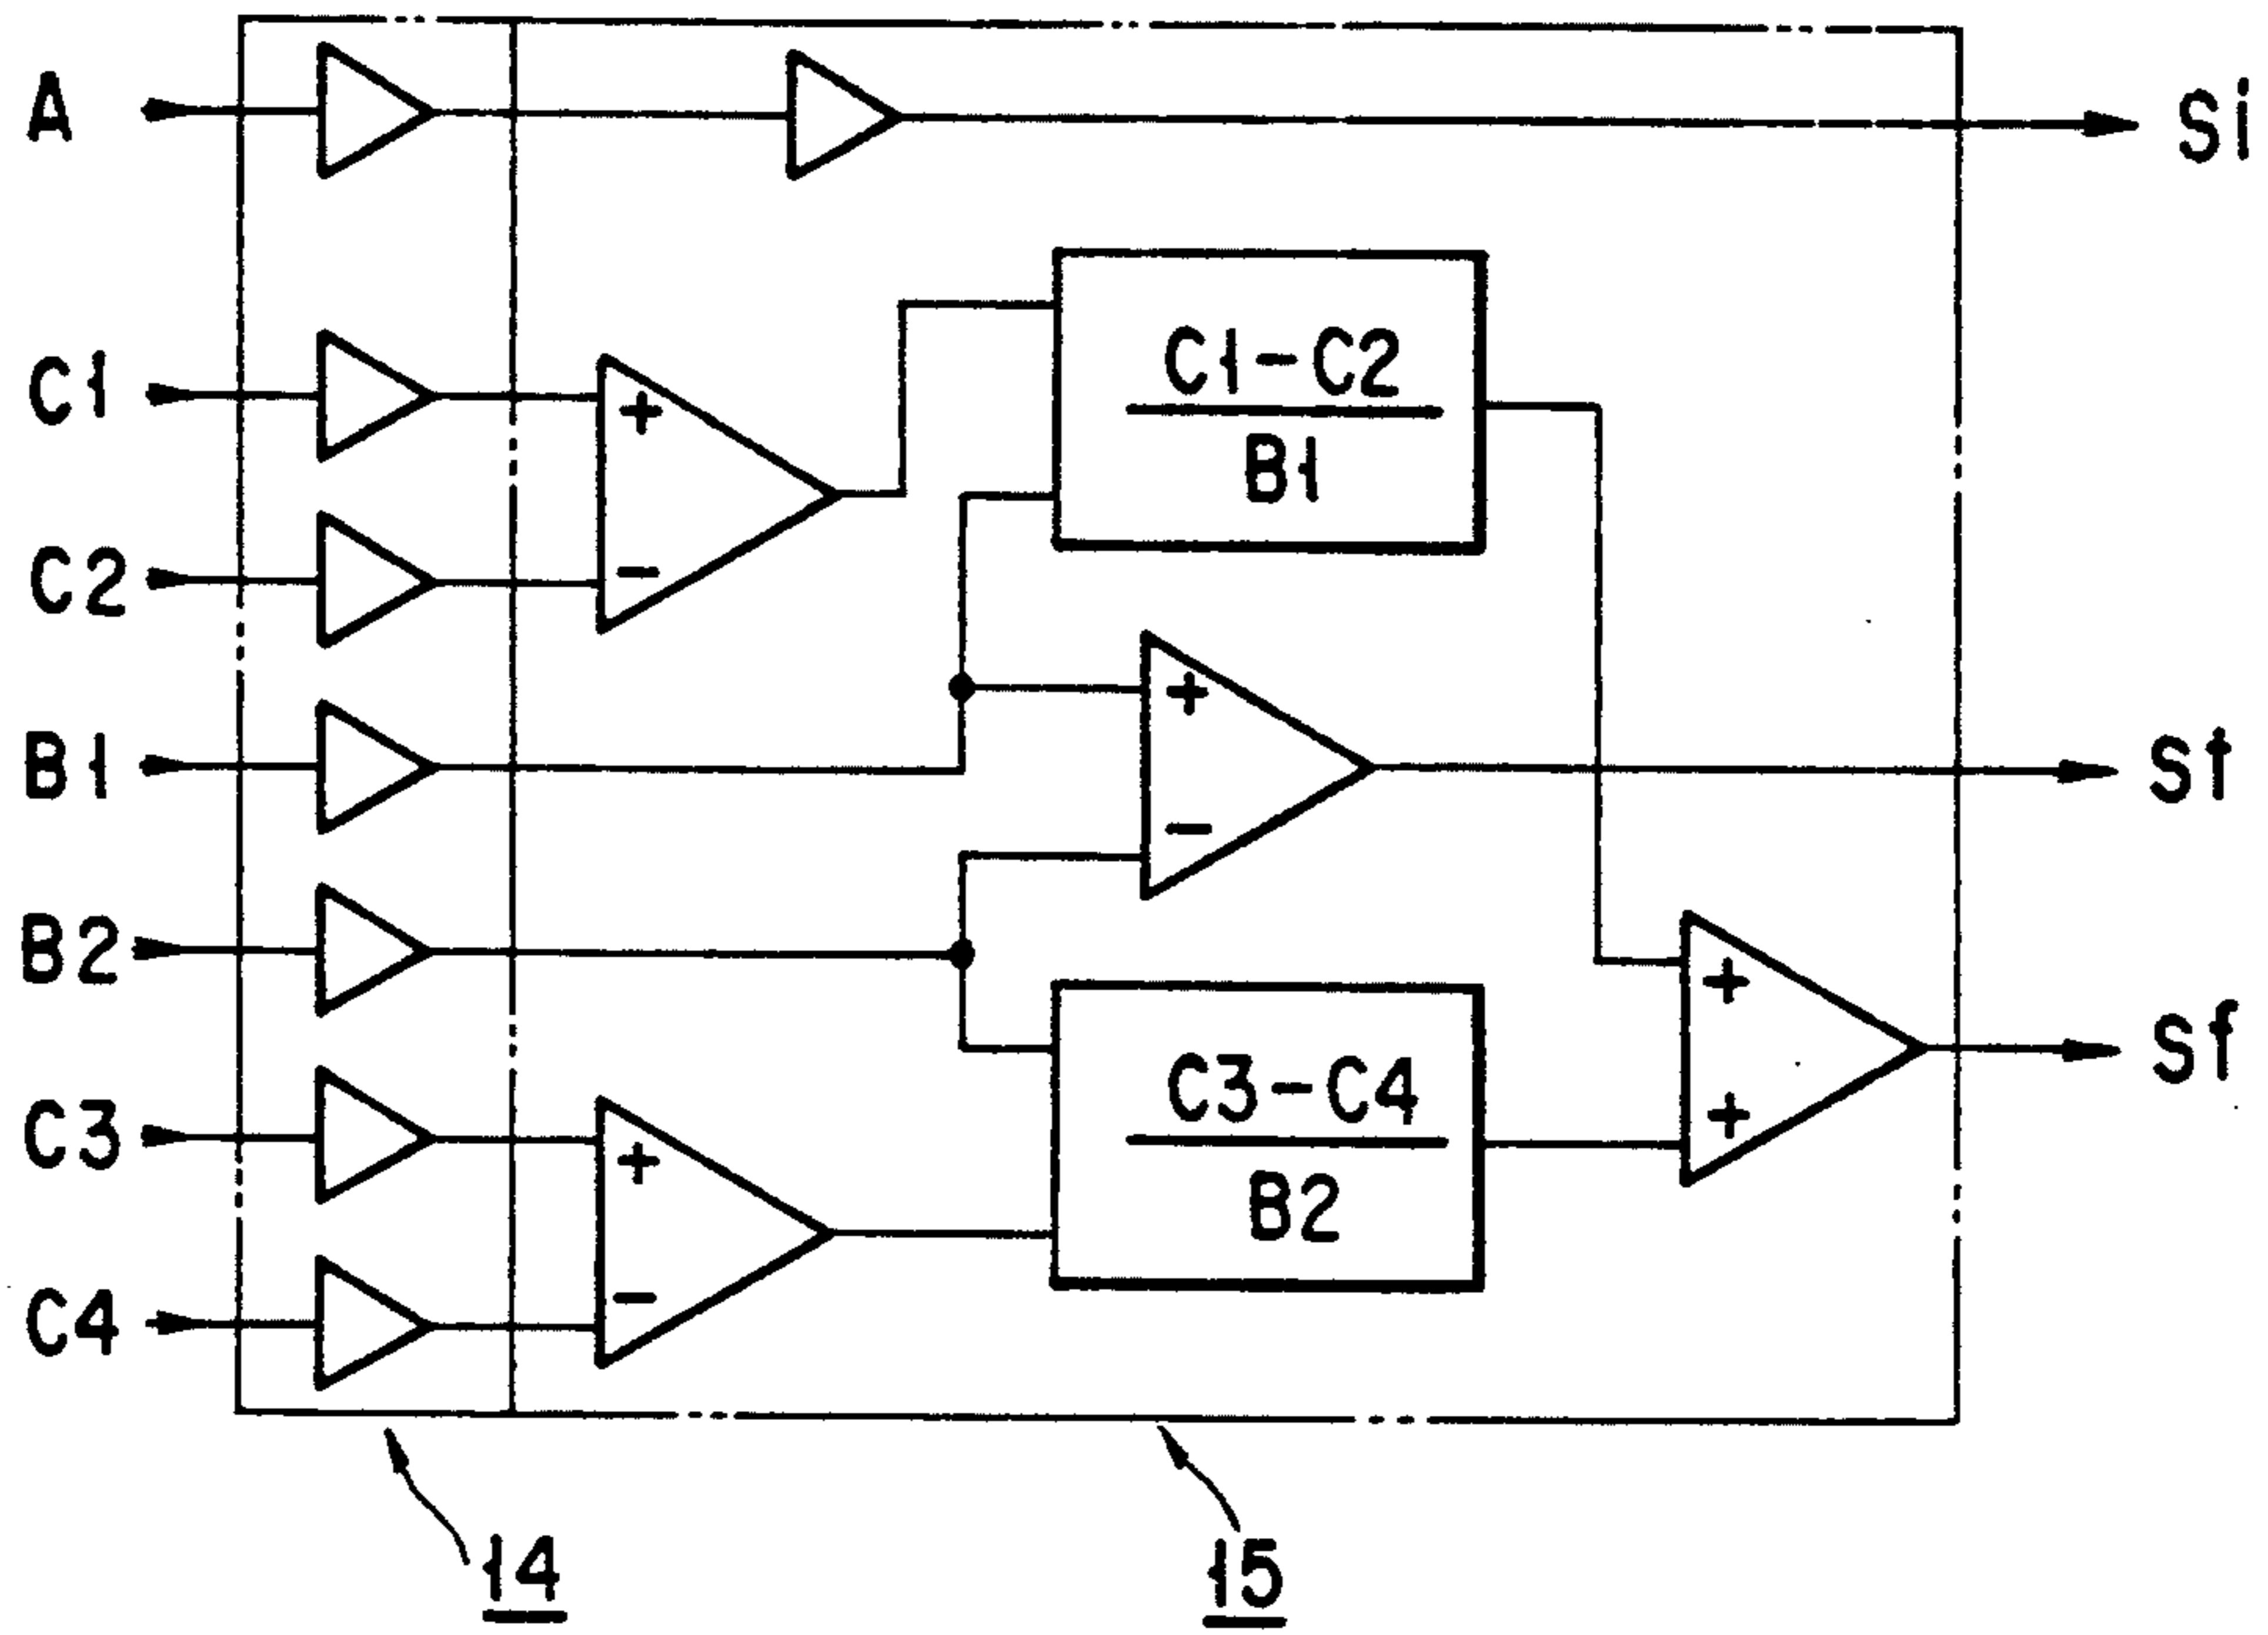 A
Si
C1
+
C1-C2
B1
C2
-
B1
+
St
-
B2
+
Sf
C3
+
C3-C4
B2
+
C4
-
14
15